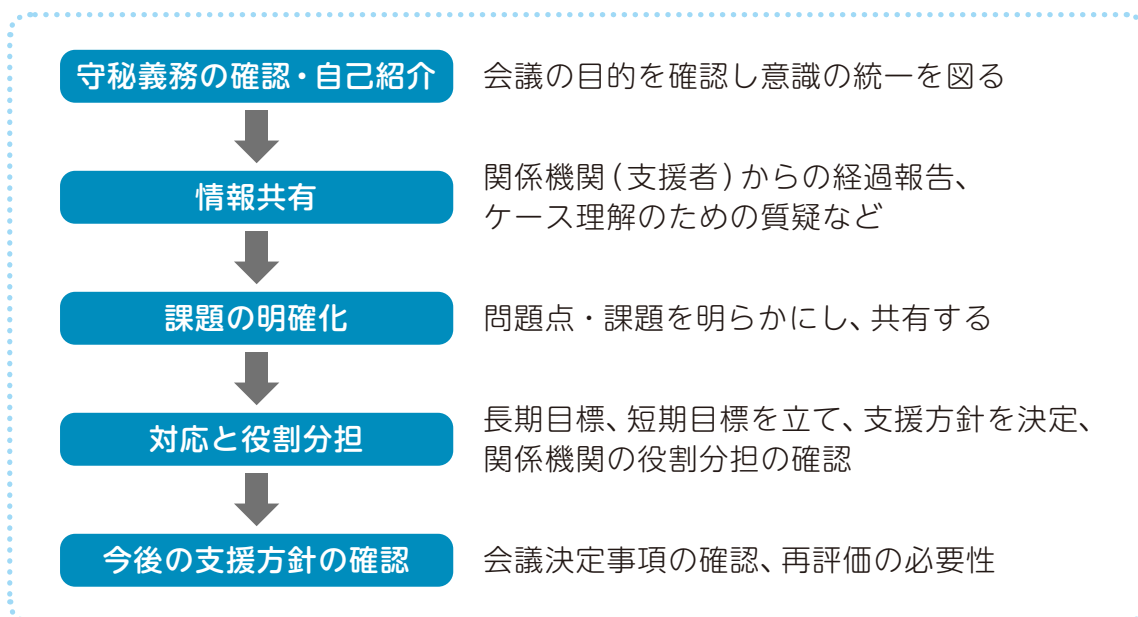 守秘義務の確認・自己紹介
会議の目的を確認し意識の統一を図る
情報共有
関係機関(支援者)からの経過報告、
ケース理解のための質疑など
課題の明確化
問題点・課題を明らかにし、共有する
対応と役割分担
長期目標、短期目標を立て、支援方針を決定、
関係機関の役割分担の確認
今後の支援方針の確認
会議決定事項の確認、再評価の必要性